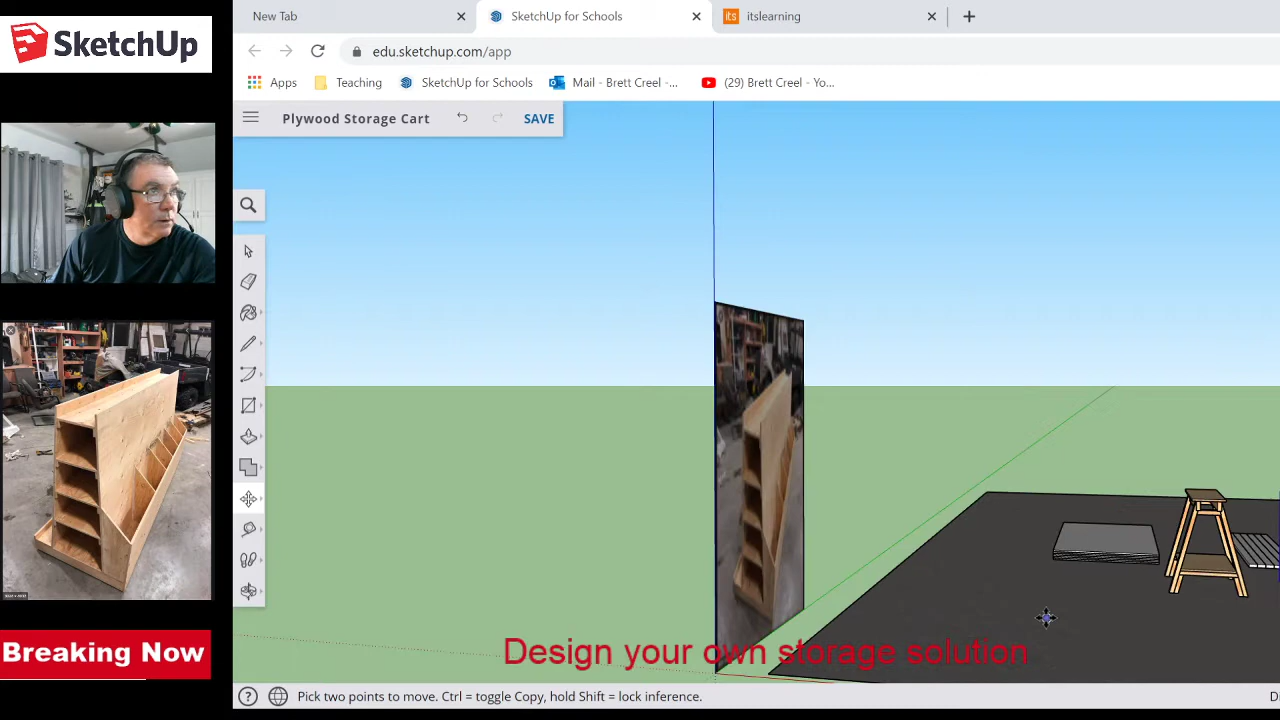 SketchUp
New Tab
SketchUp for Schools
its
itslearning
edu.sketchup.com/app
Apps
Teaching
SketchUp for Schools
Mail - Brett Creel -...
(29) Brett Creel - Yo...
Plywood Storage Cart
SAVE
Breaking Now
Design your own storage solution
Pick two points to move. Ctrl = toggle Copy, hold Shift = lock inference.